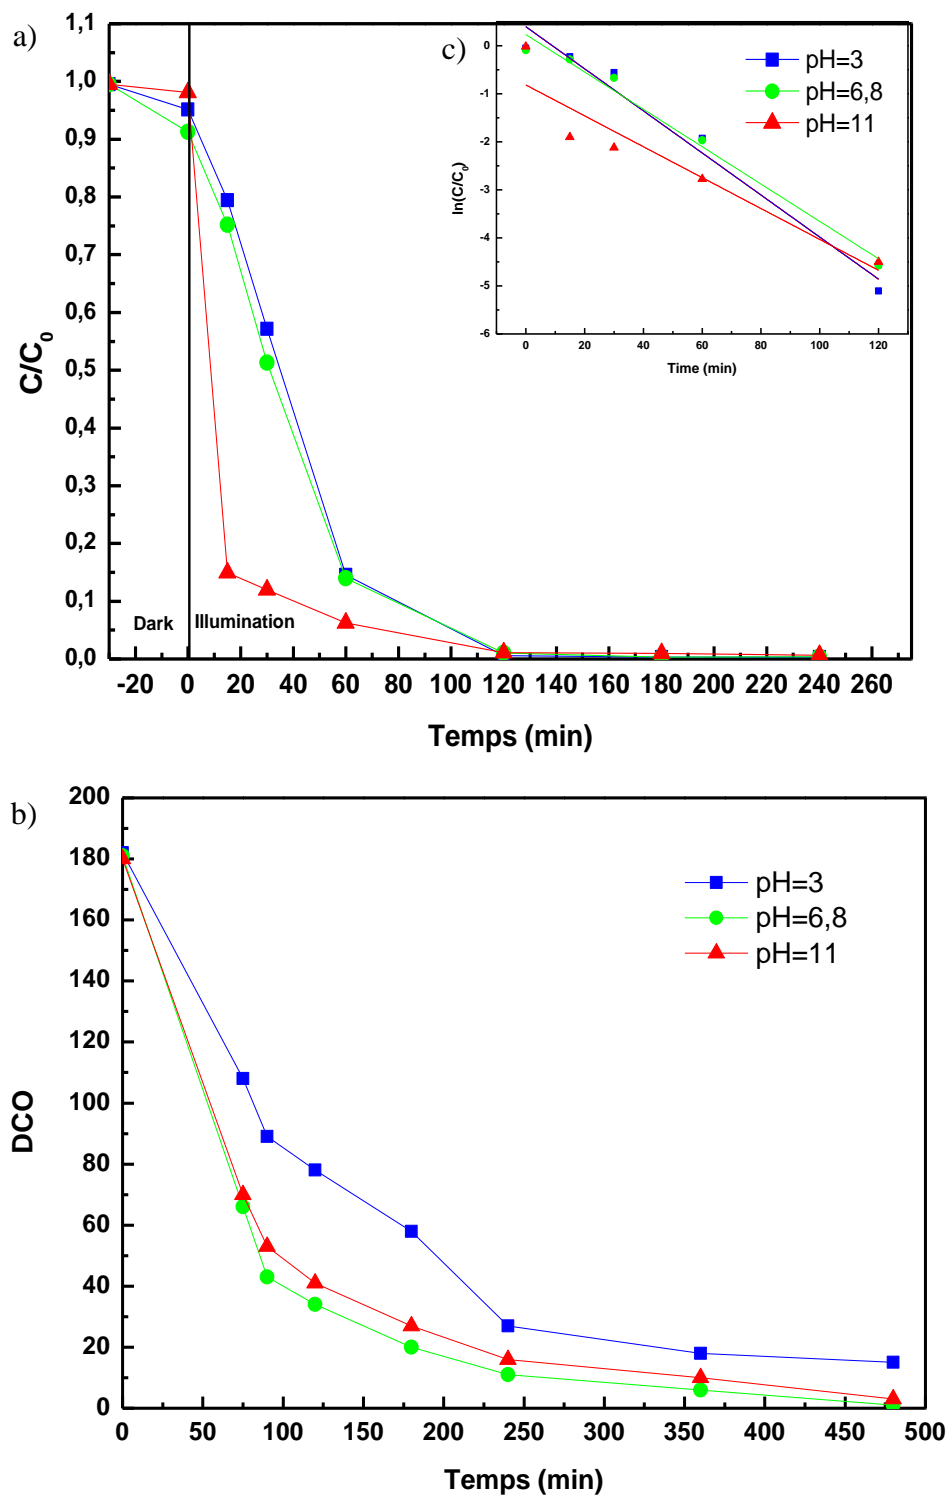 a)
1,1
1,0
0,9
0,8
0,7
0,6
0,5
0,4
0,3
0,2
0,1
0,0
C/C0
Dark
Illumination
-20 0 20 40 60 80 100 120 140 160 180 200 220 240 260
Temps (min)
c)
pH=3
pH=6,8
pH=11
0
-1
-2
-3
-4
-5
-6
ln(C/C0)
0 20 40 60 80 100 120
Time (min)
b)
200
180
160
140
120
100
80
60
40
20
0
DCO
pH=3
pH=6,8
pH=11
0 50 100 150 200 250 300 350 400 450 500
Temps (min)